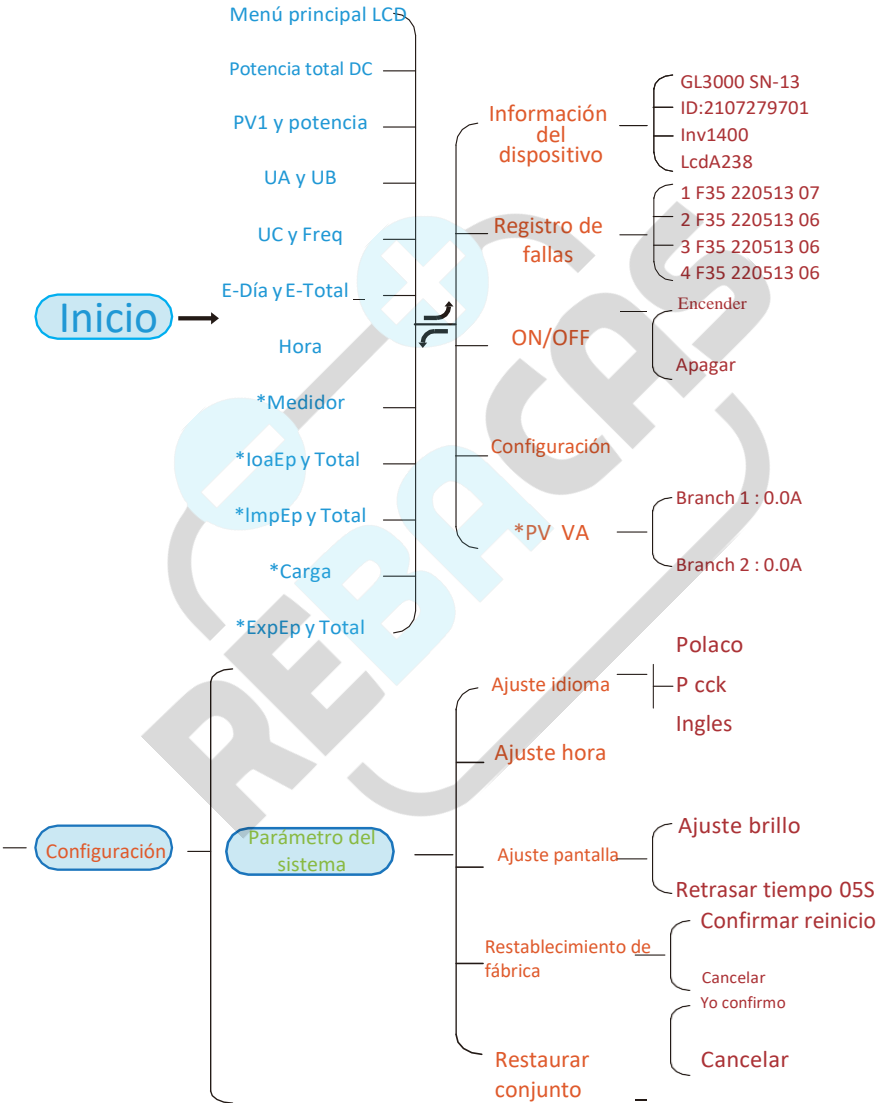 Menú principal LCD
Potencia total DC
PV1 y potencia
UA y UB
UC y Freq
E-Día y E-Total
Inicio
Hora
*Medidor
*IoaEp y Total
*ImpEp y Total
*Carga
*ExpEp y Total
Información
del
dispositivo
GL3000 SN-13
ID:2107279701
Inv1400
LcdA238
Registro de
fallas
1 F35 220513 07
2 F35 220513 06
3 F35 220513 06
4 F35 220513 06
ON/OFF
Encender
Apagar
Configuración
*PV VA
Branch 1 : 0.0A
Branch 2 : 0.0A
REBACAS
Configuración
Parámetro del
sistema
Ajuste idioma
Polaco
P cck
Ingles
Ajuste hora
Ajuste pantalla
Ajuste brillo
Retrasar tiempo 05S
Restablecimiento de
fábrica
Confirmar reinicio
Cancelar
Restaurar
conjunto
Yo confirmo
Cancelar